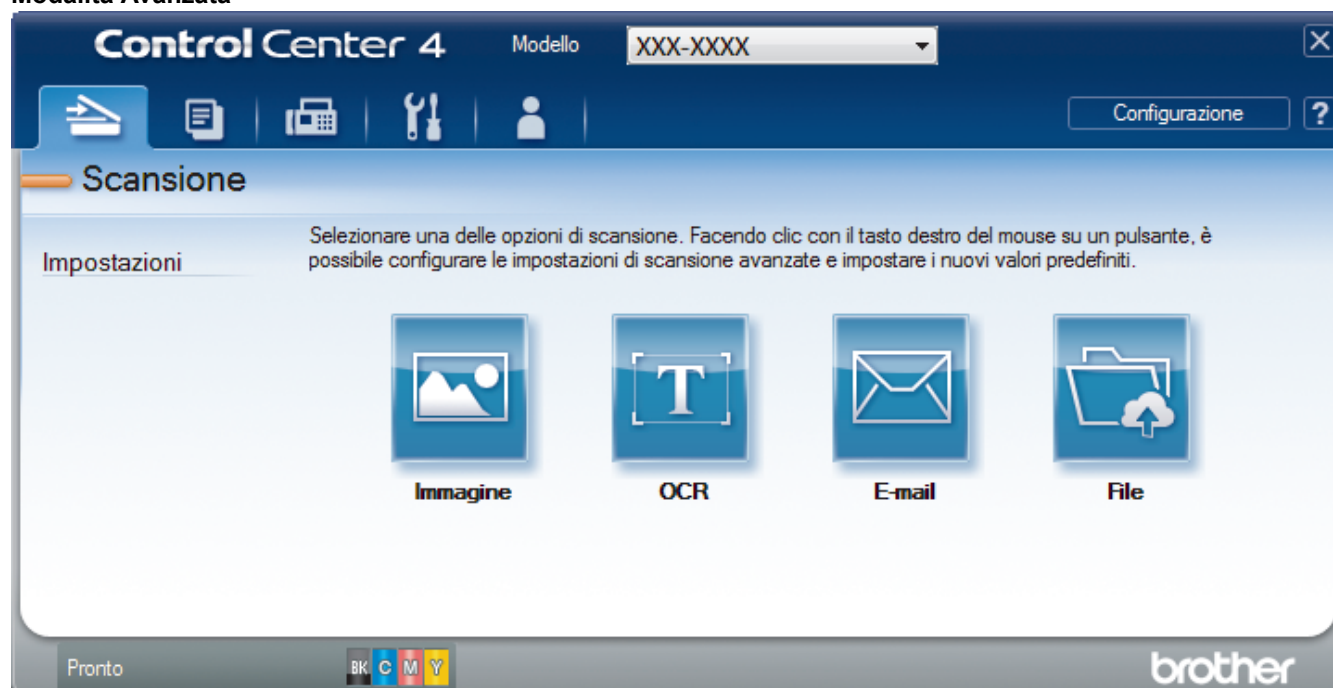 Modalità Avanzata
Control Center 4 Modello XXX-XXXX X
Configurazione ?
Scansione
Impostazioni
Selezionare una delle opzioni di scansione. Facendo clic con il tasto destro del mouse su un pulsante, è
possibile configurare le impostazioni di scansione avanzate e impostare i nuovi valori predefiniti.
T
Immagine OCR E-mail File
Pronto BK C M Y brother